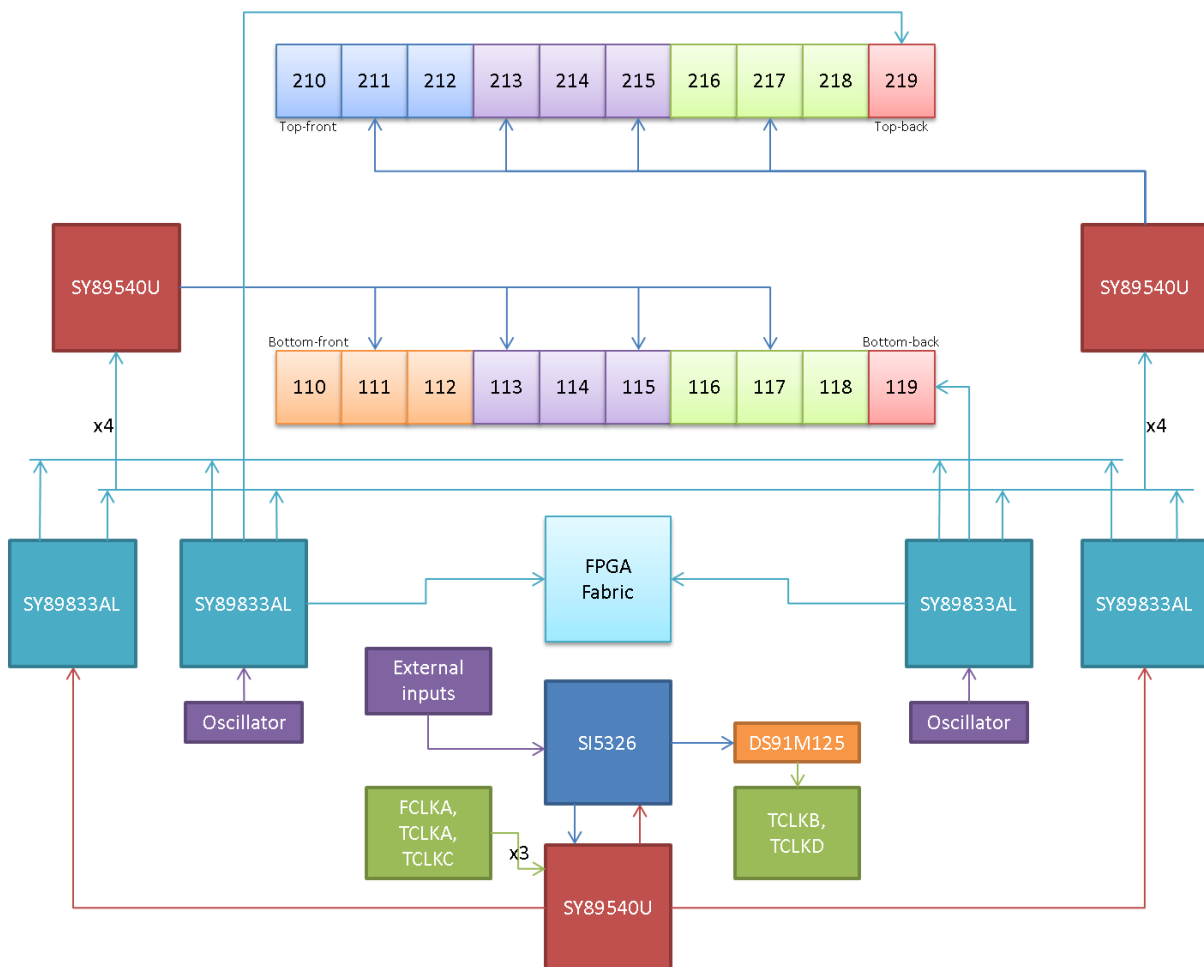 210 211 212 213 214 215 216 217 218 219
Top-front Top-back
SY89540U SY89540U
Bottom-front Bottom-back
110 111 112 113 114 115 116 117 118 119
x4 x4
SY89833AL SY89833AL SY89833AL SY89833AL
FPGA
Fabric
External
inputs
Oscillator Oscillator
SI5326 DS91M125
FCLKA,
TCLKA,
TCLKC
x3
TCLKB,
TCLKD
SY89540U